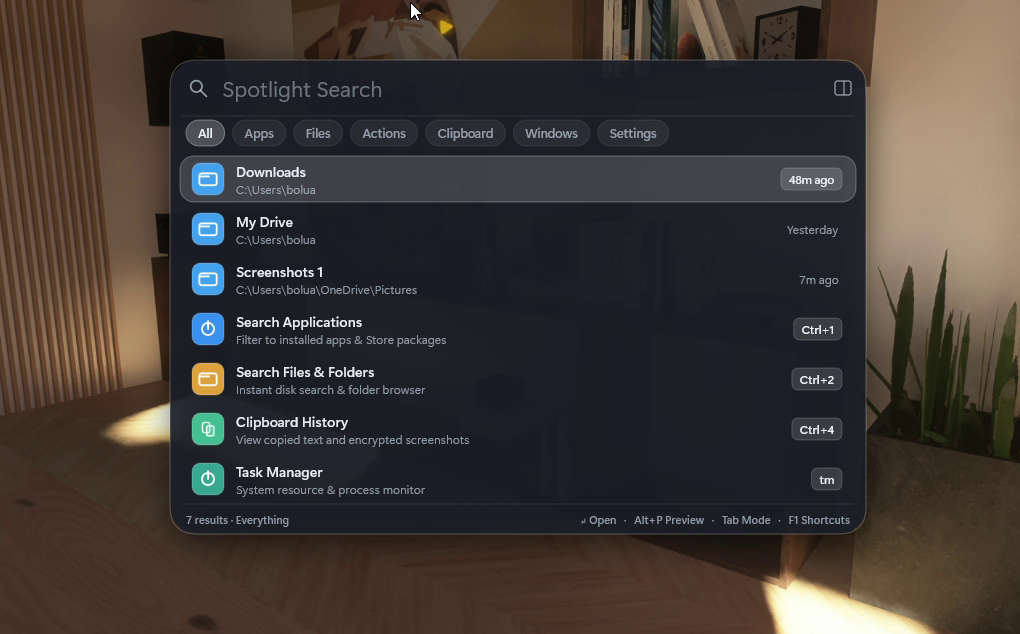 Spotlight Search
All Apps Files Actions Clipboard Windows Settings
Downloads
48m ago
C:\Users\bolua
My Drive
Yesterday
C:\Users\bolua
Screenshots 1
7m ago
C:\Users\bolua\OneDrive\Pictures
Search Applications
Ctrl+1
Filter to installed apps & Store packages
Search Files & Folders
Ctrl+2
Instant disk search & folder browser
Clipboard History
Ctrl+4
View copied text and encrypted screenshots
Task Manager
tm
System resource & process monitor
7 results · Everything
↲ Open · Alt+P Preview · Tab Mode · F1 Shortcuts